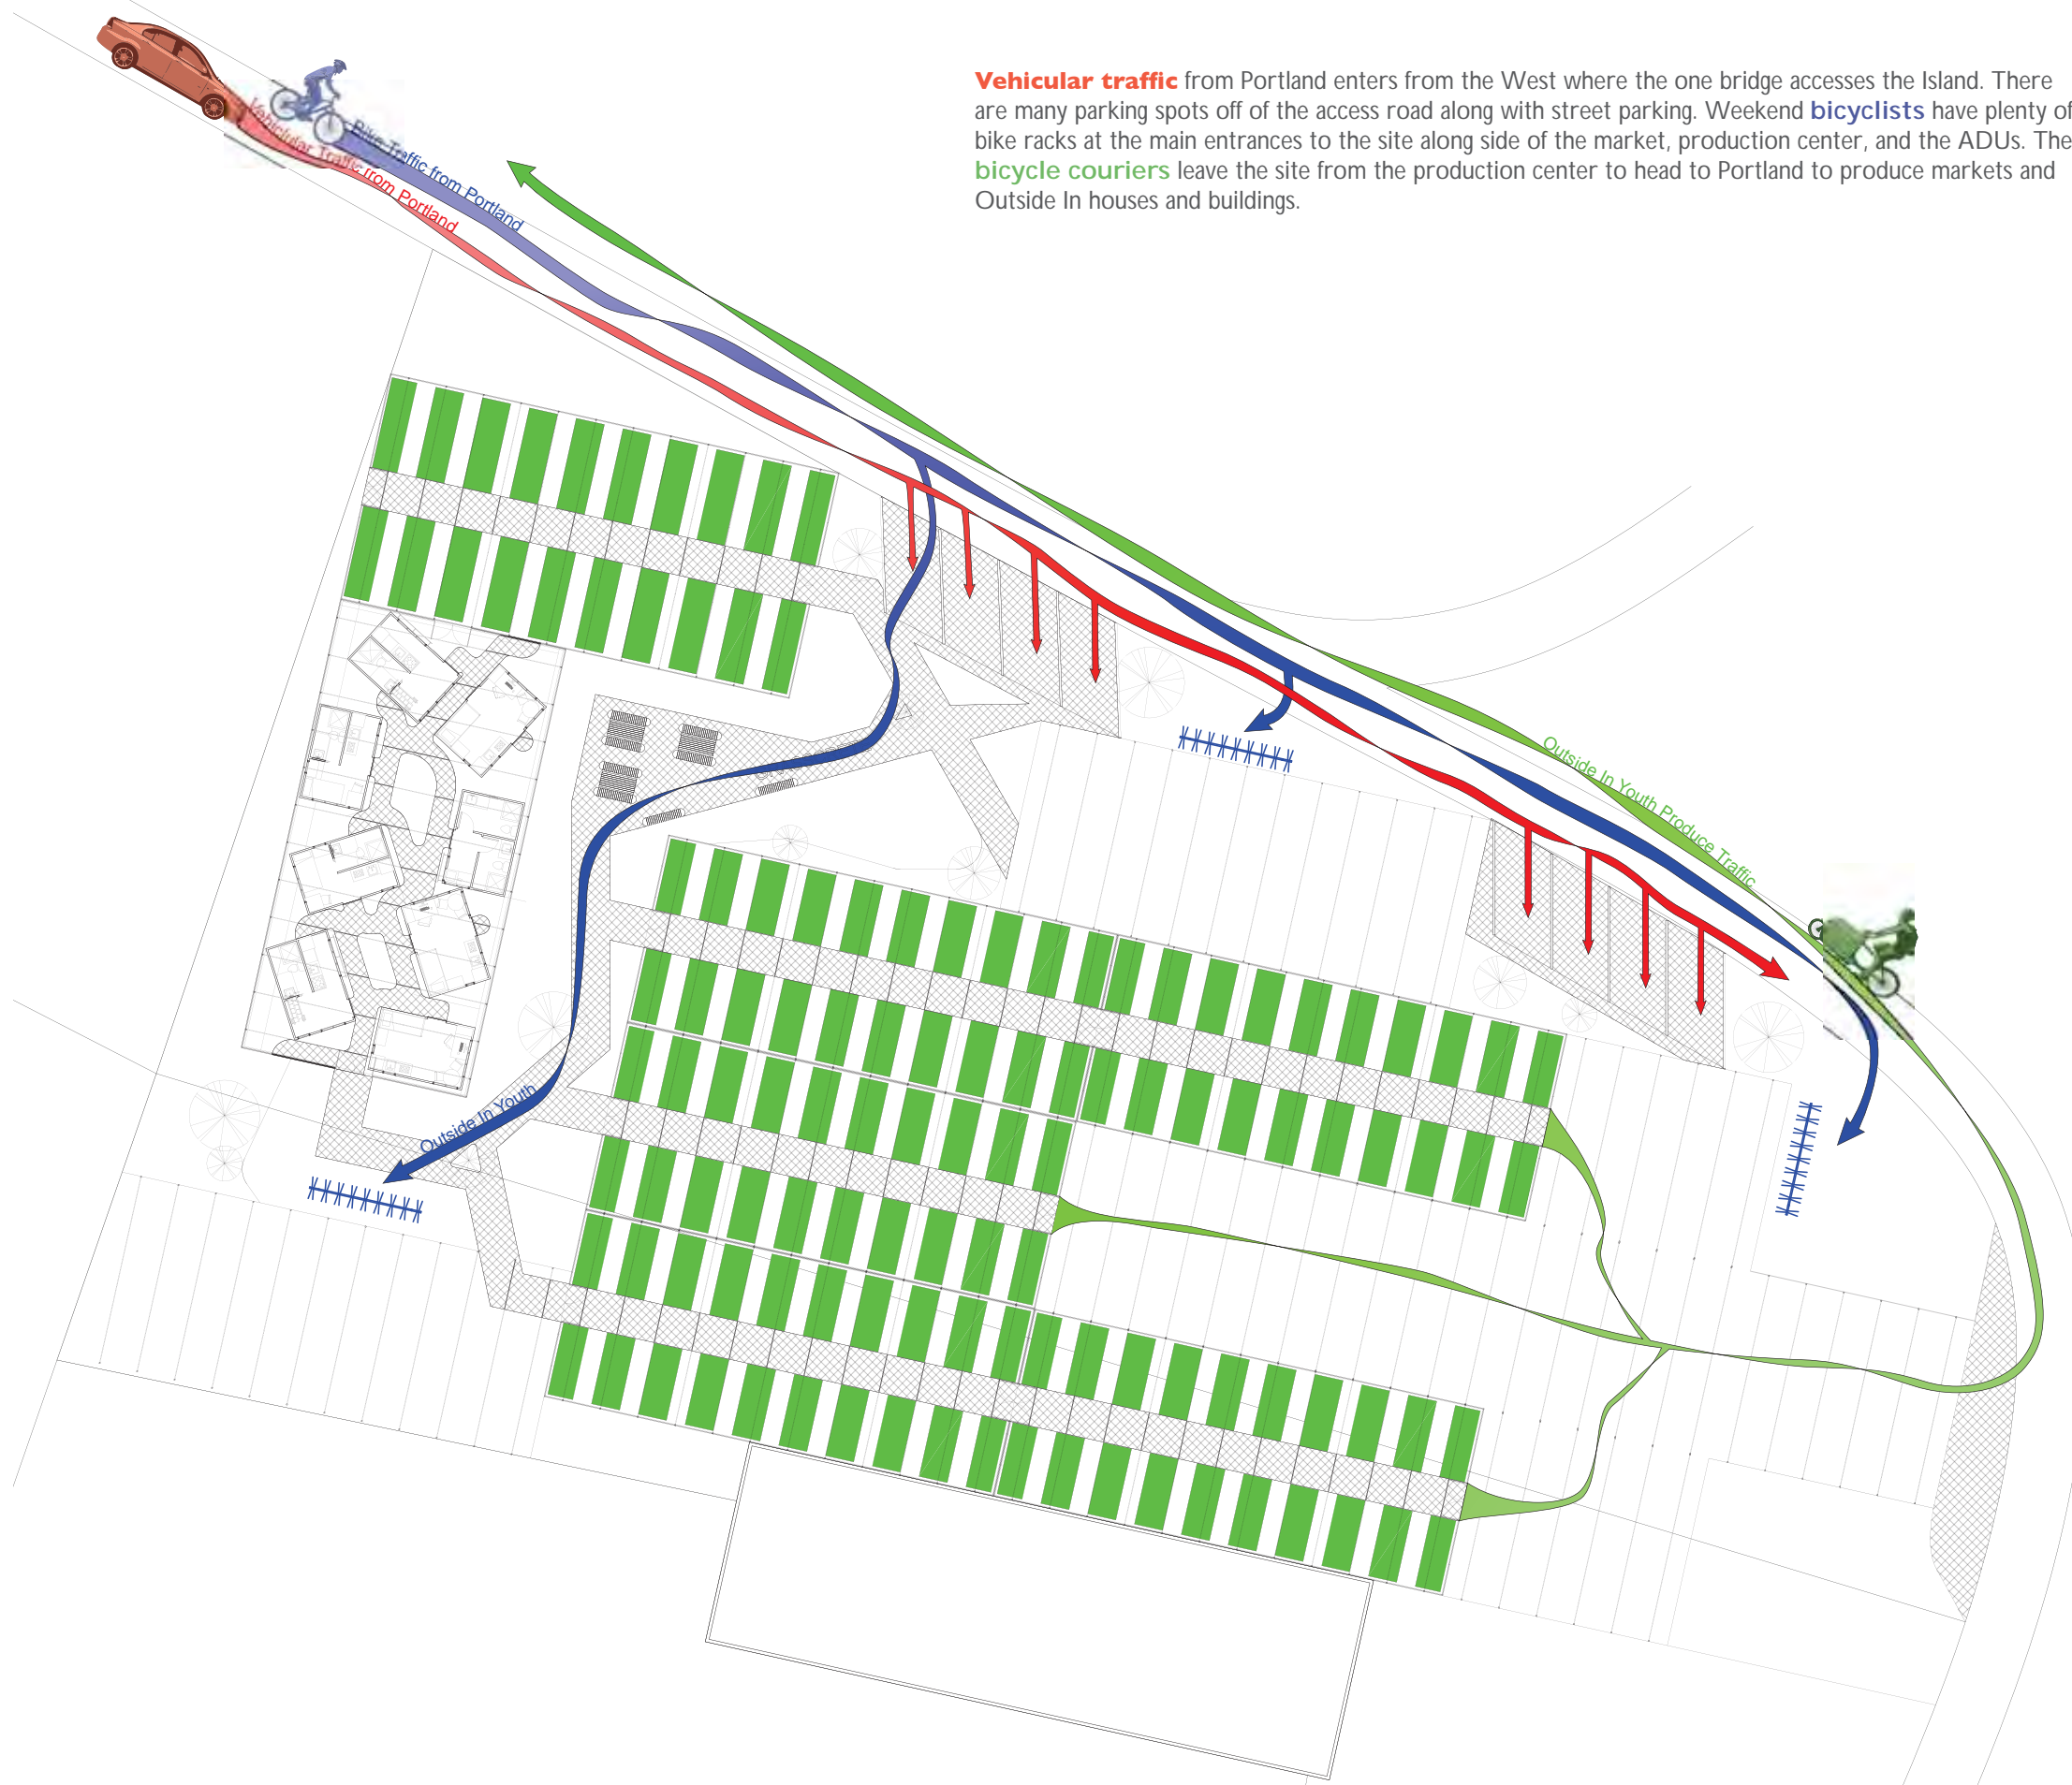 Vehicular traffic from Portland enters from the West where the one bridge accesses the Island. There
are many parking spots off of the access road along with street parking. Weekend bicyclists have plenty of
bike racks at the main entrances to the site along side of the market, production center, and the ADUs. The
bicycle couriers leave the site from the production center to head to Portland to produce markets and
Outside In houses and buildings.
Vehiclular Traffic from Portland
Bike Traffic from Portland
Outside In Youth Produce Traffic
Outside In Youth